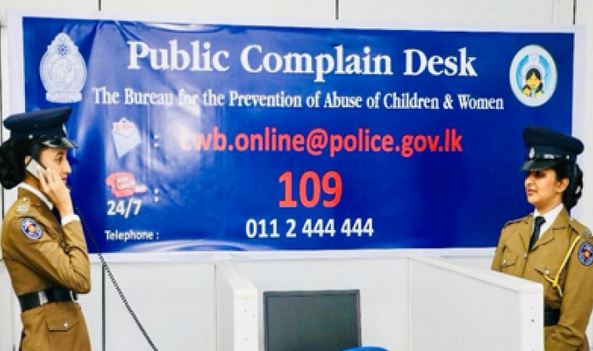 Public Complain Desk
The Bureau for the Prevention of Abuse of Children & Women
: cwb.online@police.gov.lk
24/7 : 109
Telephone : 011 2 444 444